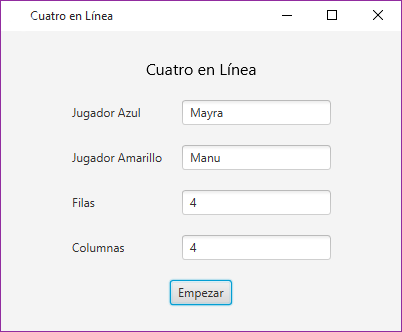 Cuatro en Línea
Cuatro en Línea
Jugador Azul Mayra
Jugador Amarillo Manu
Filas 4
Columnas 4
Empezar